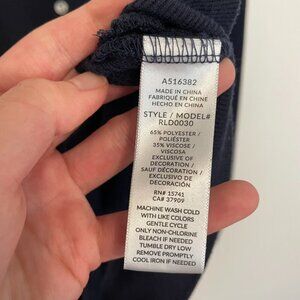 A516382
MADE IN CHINA
FABRIQUÉ EN CHINE
HECHO EN CHINA
STYLE / MODEL#
RLD0030
65% POLYESTER /
POLIÉSTER
35% VISCOSE /
VISCOSA
EXCLUSIVE OF
DECORATION /
SAUF DÉCORATION /
EXCLUSIVO DE
DECORACIÓN
RN# 15741
CA# 37909
MACHINE WASH COLD
WITH LIKE COLORS
GENTLE CYCLE
ONLY NON-CHLORINE
BLEACH IF NEEDED
TUMBLE DRY LOW
REMOVE PROMPTLY
COOL IRON IF NEEDED